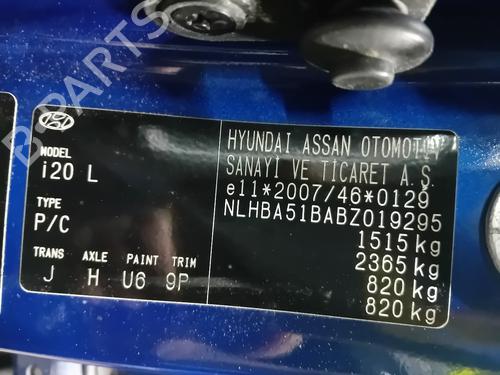 B-PARTS
MODEL
i20 L
TYPE
P/C
TRANS AXLE PAINT TRIM
J H U6 9P
HYUNDAI ASSAN OTOMOTIV
SANAYİ VE TİCARET A.Ş.
e11*2007/46*0129
NLHBA51BABZ019295
1515 kg
2365 kg
820 kg
820 kg